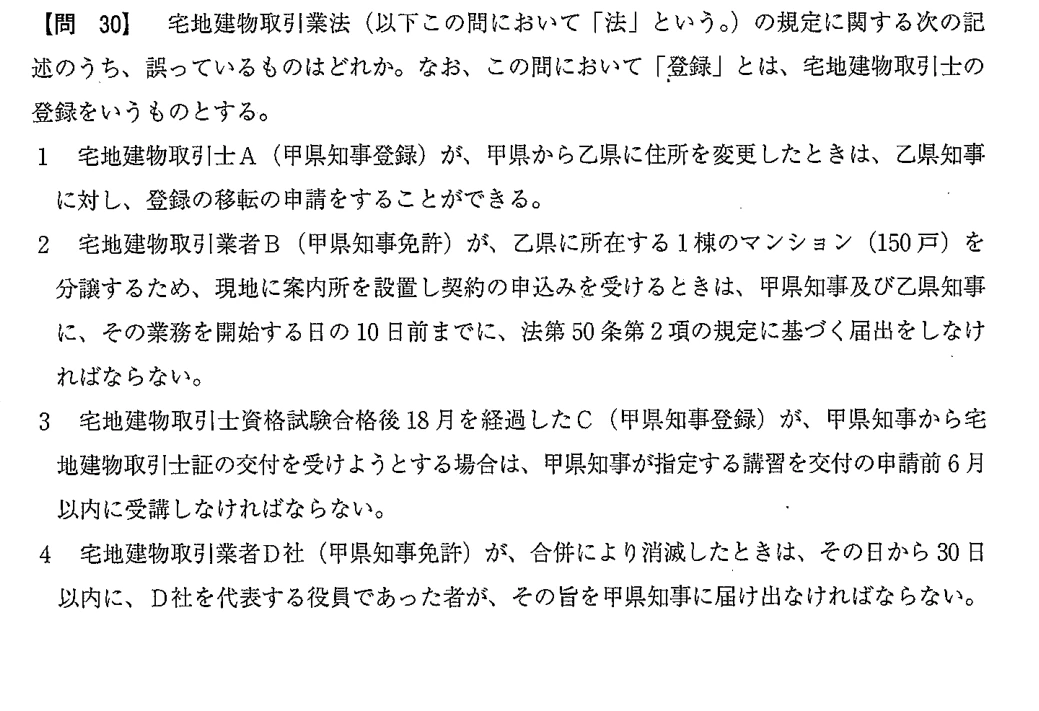 【問　30】　宅地建物取引業法（以下この問において「法」という。）の規定に関する次の記
述のうち、誤っているものはどれか。なお、この問において「登録」とは、宅地建物取引士の
登録をいうものとする。
1　宅地建物取引士A（甲県知事登録）が、甲県から乙県に住所を変更したときは、乙県知事
に対し、登録の移転の申請をすることができる。
2　宅地建物取引業者B（甲県知事免許）が、乙県に所在する1棟のマンション（150戸）を
分譲するため、現地に案内所を設置し契約の申込みを受けるときは、甲県知事及び乙県知事
に、その業務を開始する日の10日前までに、法第50条第2項の規定に基づく届出をしなけ
ればならない。
3　宅地建物取引士資格試験合格後18月を経過したC（甲県知事登録）が、甲県知事から宅
地建物取引士証の交付を受けようとする場合は、甲県知事が指定する講習を交付の申請前6月
以内に受講しなければならない。
4　宅地建物取引業者D社（甲県知事免許）が、合併により消滅したときは、その日から30日
以内に、D社を代表する役員であった者が、その旨を甲県知事に届け出なければならない。